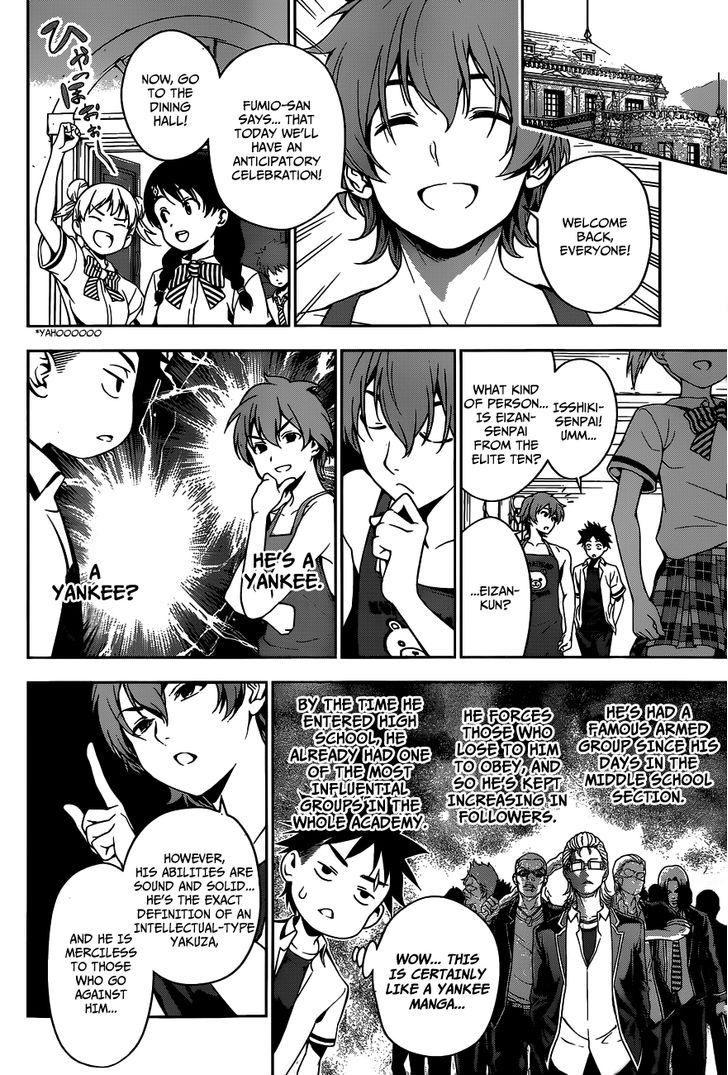 WELCOME
BACK,
EVERYONE!
FUMIO-SAN
SAYS... THAT
TODAY WE'LL
HAVE AN
ANTICIPATORY
CELEBRATION!
NOW, GO
TO THE
DINING
HALL!
ひゃっほおぉぉ
*YAHOOOOOO
ISSHIKI-
SENPAI!
UMM...
WHAT KIND
OF PERSON...
IS EIZAN-
SENPAI
FROM THE
ELITE TEN?
...EIZAN-
KUN?
HE'S A
YANKEE.
A
YANKEE?
HE'S HAD A
FAMOUS ARMED
GROUP SINCE HIS
DAYS IN THE
MIDDLE SCHOOL
SECTION.
HE FORCES
THOSE WHO
LOSE TO HIM
TO OBEY, AND
SO HE'S KEPT
INCREASING IN
FOLLOWERS.
BY THE TIME HE
ENTERED HIGH
SCHOOL, HE
ALREADY HAD ONE
OF THE MOST
INFLUENTIAL
GROUPS IN THE
WHOLE ACADEMY.
WOW... THIS
IS CERTAINLY
LIKE A YANKEE
MANGA...
HOWEVER,
HIS ABILITIES ARE
SOUND AND SOLID...
HE'S THE EXACT
DEFINITION OF AN
INTELLECTUAL-TYPE
YAKUZA,
AND HE IS
MERCILESS
TO THOSE
WHO GO
AGAINST
HIM...